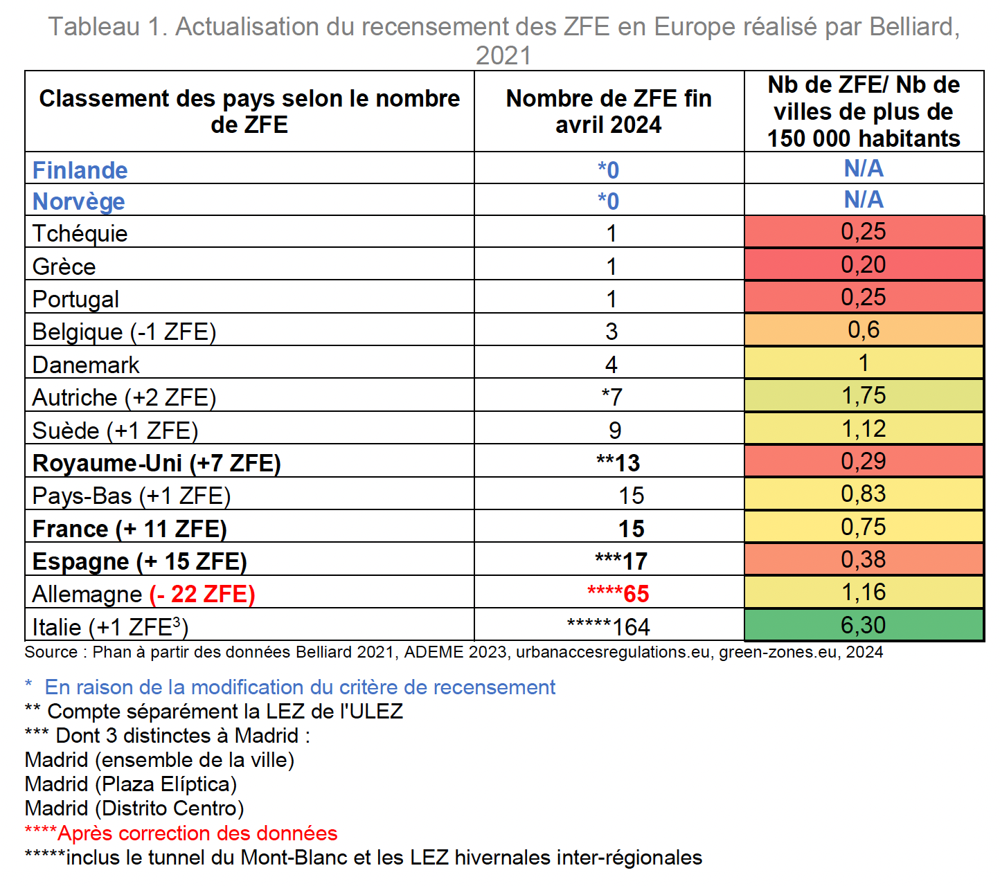 Tableau 1. Actualisation du recensement des ZFE en Europe réalisé par Belliard,
2021
Classement des pays selon le nombre
de ZFE
Nombre de ZFE fin
avril 2024
Nb de ZFE/ Nb de
villes de plus de
150 000 habitants
Finlande *0 N/A
Norvège *0 N/A
Tchéquie 1 0,25
Grèce 1 0,20
Portugal 1 0,25
Belgique (-1 ZFE) 3 0,6
Danemark 4 1
Autriche (+2 ZFE) *7 1,75
Suède (+1 ZFE) 9 1,12
Royaume-Uni (+7 ZFE) **13 0,29
Pays-Bas (+1 ZFE) 15 0,83
France (+ 11 ZFE) 15 0,75
Espagne (+ 15 ZFE) ***17 0,38
Allemagne (- 22 ZFE) ****65 1,16
Italie (+1 ZFE³) *****164 6,30
Source : Phan à partir des données Belliard 2021, ADEME 2023, urbanaccesregulations.eu, green-zones.eu, 2024
* En raison de la modification du critère de recensement
** Compte séparément la LEZ de l'ULEZ
*** Dont 3 distinctes à Madrid :
Madrid (ensemble de la ville)
Madrid (Plaza Elíptica)
Madrid (Distrito Centro)
****Après correction des données
*****inclus le tunnel du Mont-Blanc et les LEZ hivernales inter-régionales